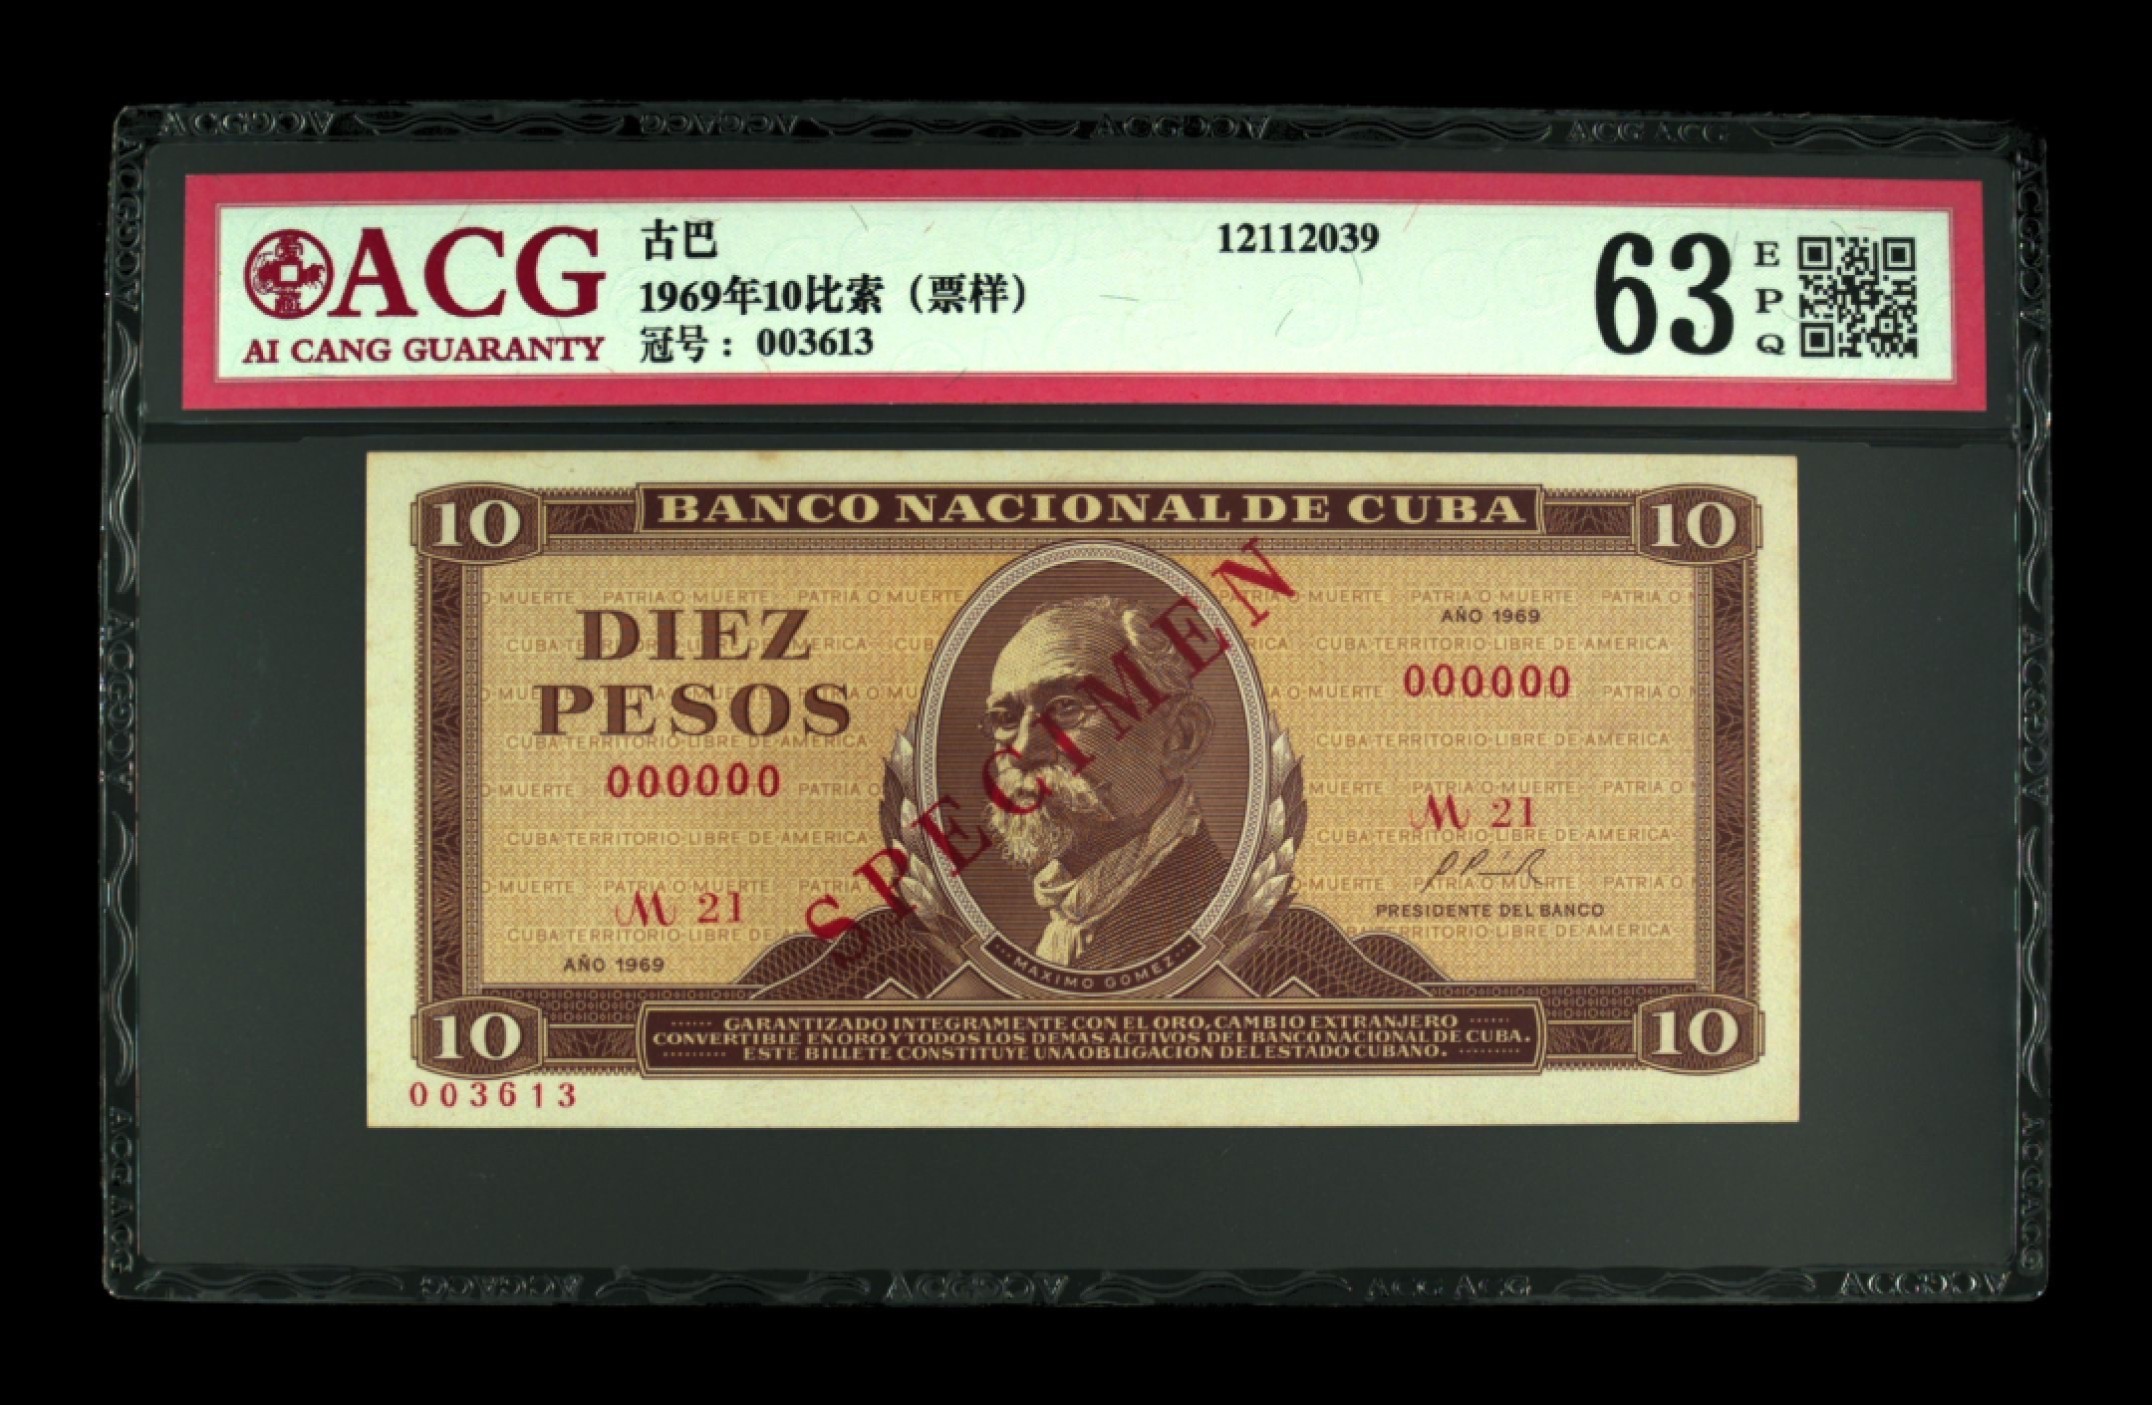 ACG
AI CANG GUARANTY
古巴
1969年10比索（票样）
冠号：003613
12112039
63
E
P
Q
10
BANCO NACIONAL DE CUBA
10
DIEZ
PESOS
000000
M 21
AÑO 1969
SPECIMEN
MAXIMO GOMEZ
AÑO 1969
000000
M 21
PRESIDENTE DEL BANCO
PATRIA O MUERTE
CUBA TERRITORIO LIBRE DE AMERICA
10
GARANTIZADO INTEGRAMENTE CON EL ORO, CAMBIO EXTRANJERO
CONVERTIBLE EN ORO Y TODOS LOS DEMAS ACTIVOS DEL BANCO NACIONAL DE CUBA.
ESTE BILLETE CONSTITUYE UNA OBLIGACION DEL ESTADO CUBANO.
10
003613